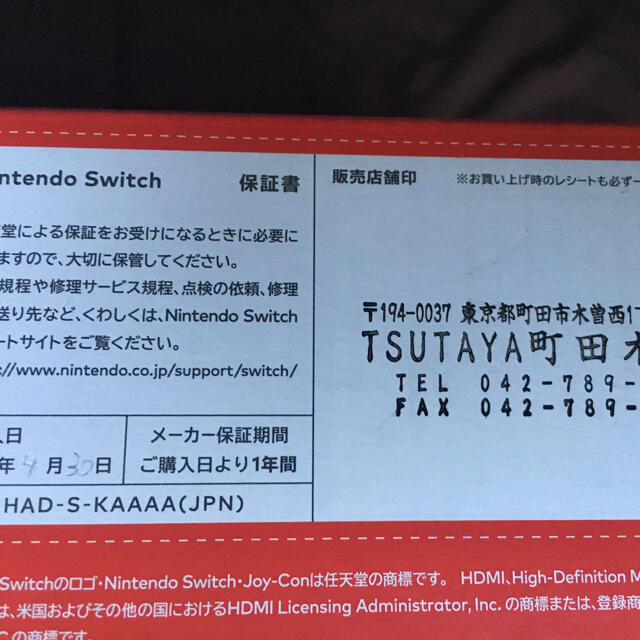 ntendo Switch 保証書
堂による保証をお受けになるときに必要に
ますので、大切に保管してください。
規程や修理サービス規程、点検の依頼、修理
送り先など、くわしくは、Nintendo Switch
ートサイトをご覧ください。
://www.nintendo.co.jp/support/switch/
入日
年 4 月 30 日
メーカー保証期間
ご購入日より1年間
HAD-S-KAAAA(JPN)
販売店舗印 ※お買い上げ時のレシートも必ず一
〒194-0037 東京都町田市木曽西1丁
TSUTAYA町田木
TEL 042-789-
FAX 042-789-
Switchのロゴ・Nintendo Switch・Joy-Conは任天堂の商標です。 HDMI、High-Definition M
は、米国およびその他の国におけるHDMI Licensing Administrator, Inc. の商標または、登録商
C の商標です。